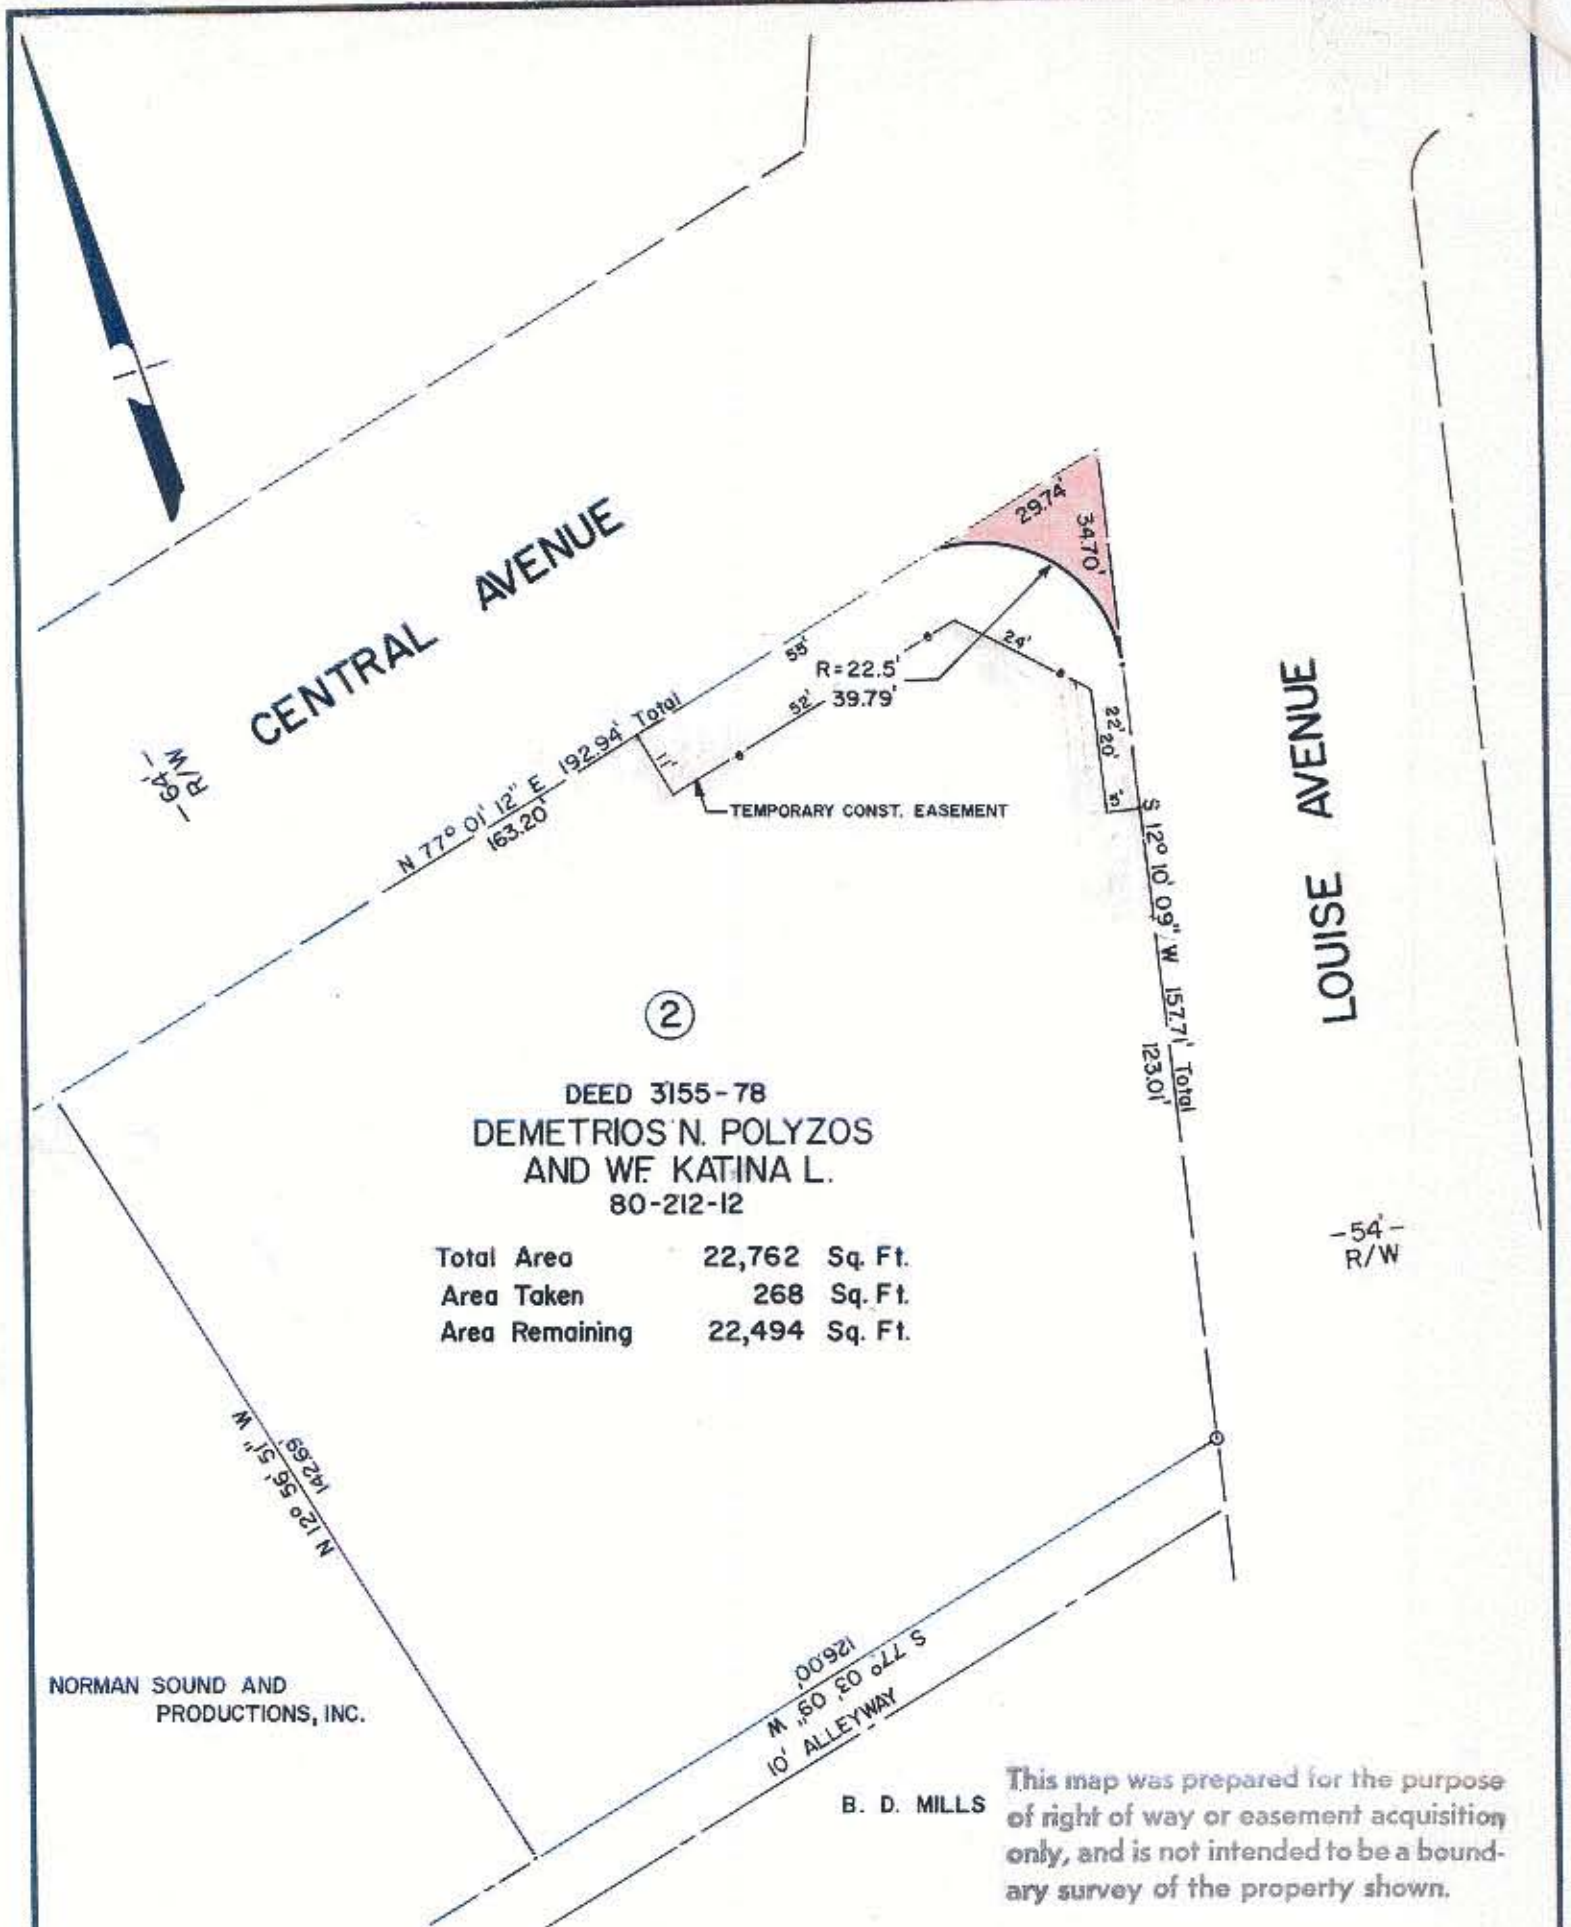 CENTRAL AVENUE
-64'-
R/W
29.74'
34.70'
55'
R=22.5'
39.79'
24'
52'
11'
22'
20'
N 77° 01' 12" E 192.94' Total
163.20'
TEMPORARY CONST. EASEMENT
LOUISE AVENUE
S 12° 10' 09" W 157.71' Total
123.01'
2
DEED 3155-78
DEMETRIOS N. POLYZOS
AND WF. KATINA L.
80-212-12
Total Area 22,762 Sq. Ft.
Area Taken 268 Sq. Ft.
Area Remaining 22,494 Sq. Ft.
-54'-
R/W
N 12° 56' 51" W
142.69'
126.00'
S 77° 03' 09" W
10' ALLEYWAY
NORMAN SOUND AND
PRODUCTIONS, INC.
B. D. MILLS
This map was prepared for the purpose
of right of way or easement acquisition
only, and is not intended to be a bound-
ary survey of the property shown.